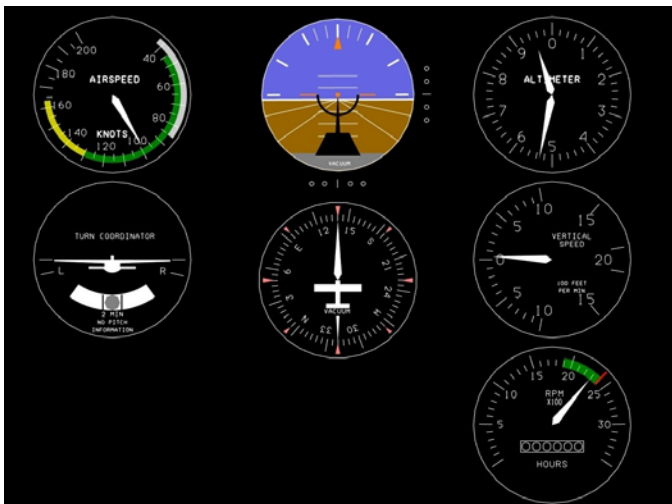 200
40
180
AIRSPEED
60
160
80
KNOTS
140
100
120
VACUUM
0
9
1
8
ALTIMETER
2
7
3
6
4
5
TURN COORDINATOR
L
R
2 MIN
NO PITCH
INFORMATION
12
15
E
S
6
21
3
24
N
W
33
30
VACUUM
10
15
5
VERTICAL
SPEED
0
20
100 FEET
PER MIN
5
15
10
20
15
10
RPM
X100
25
5
30
HOURS